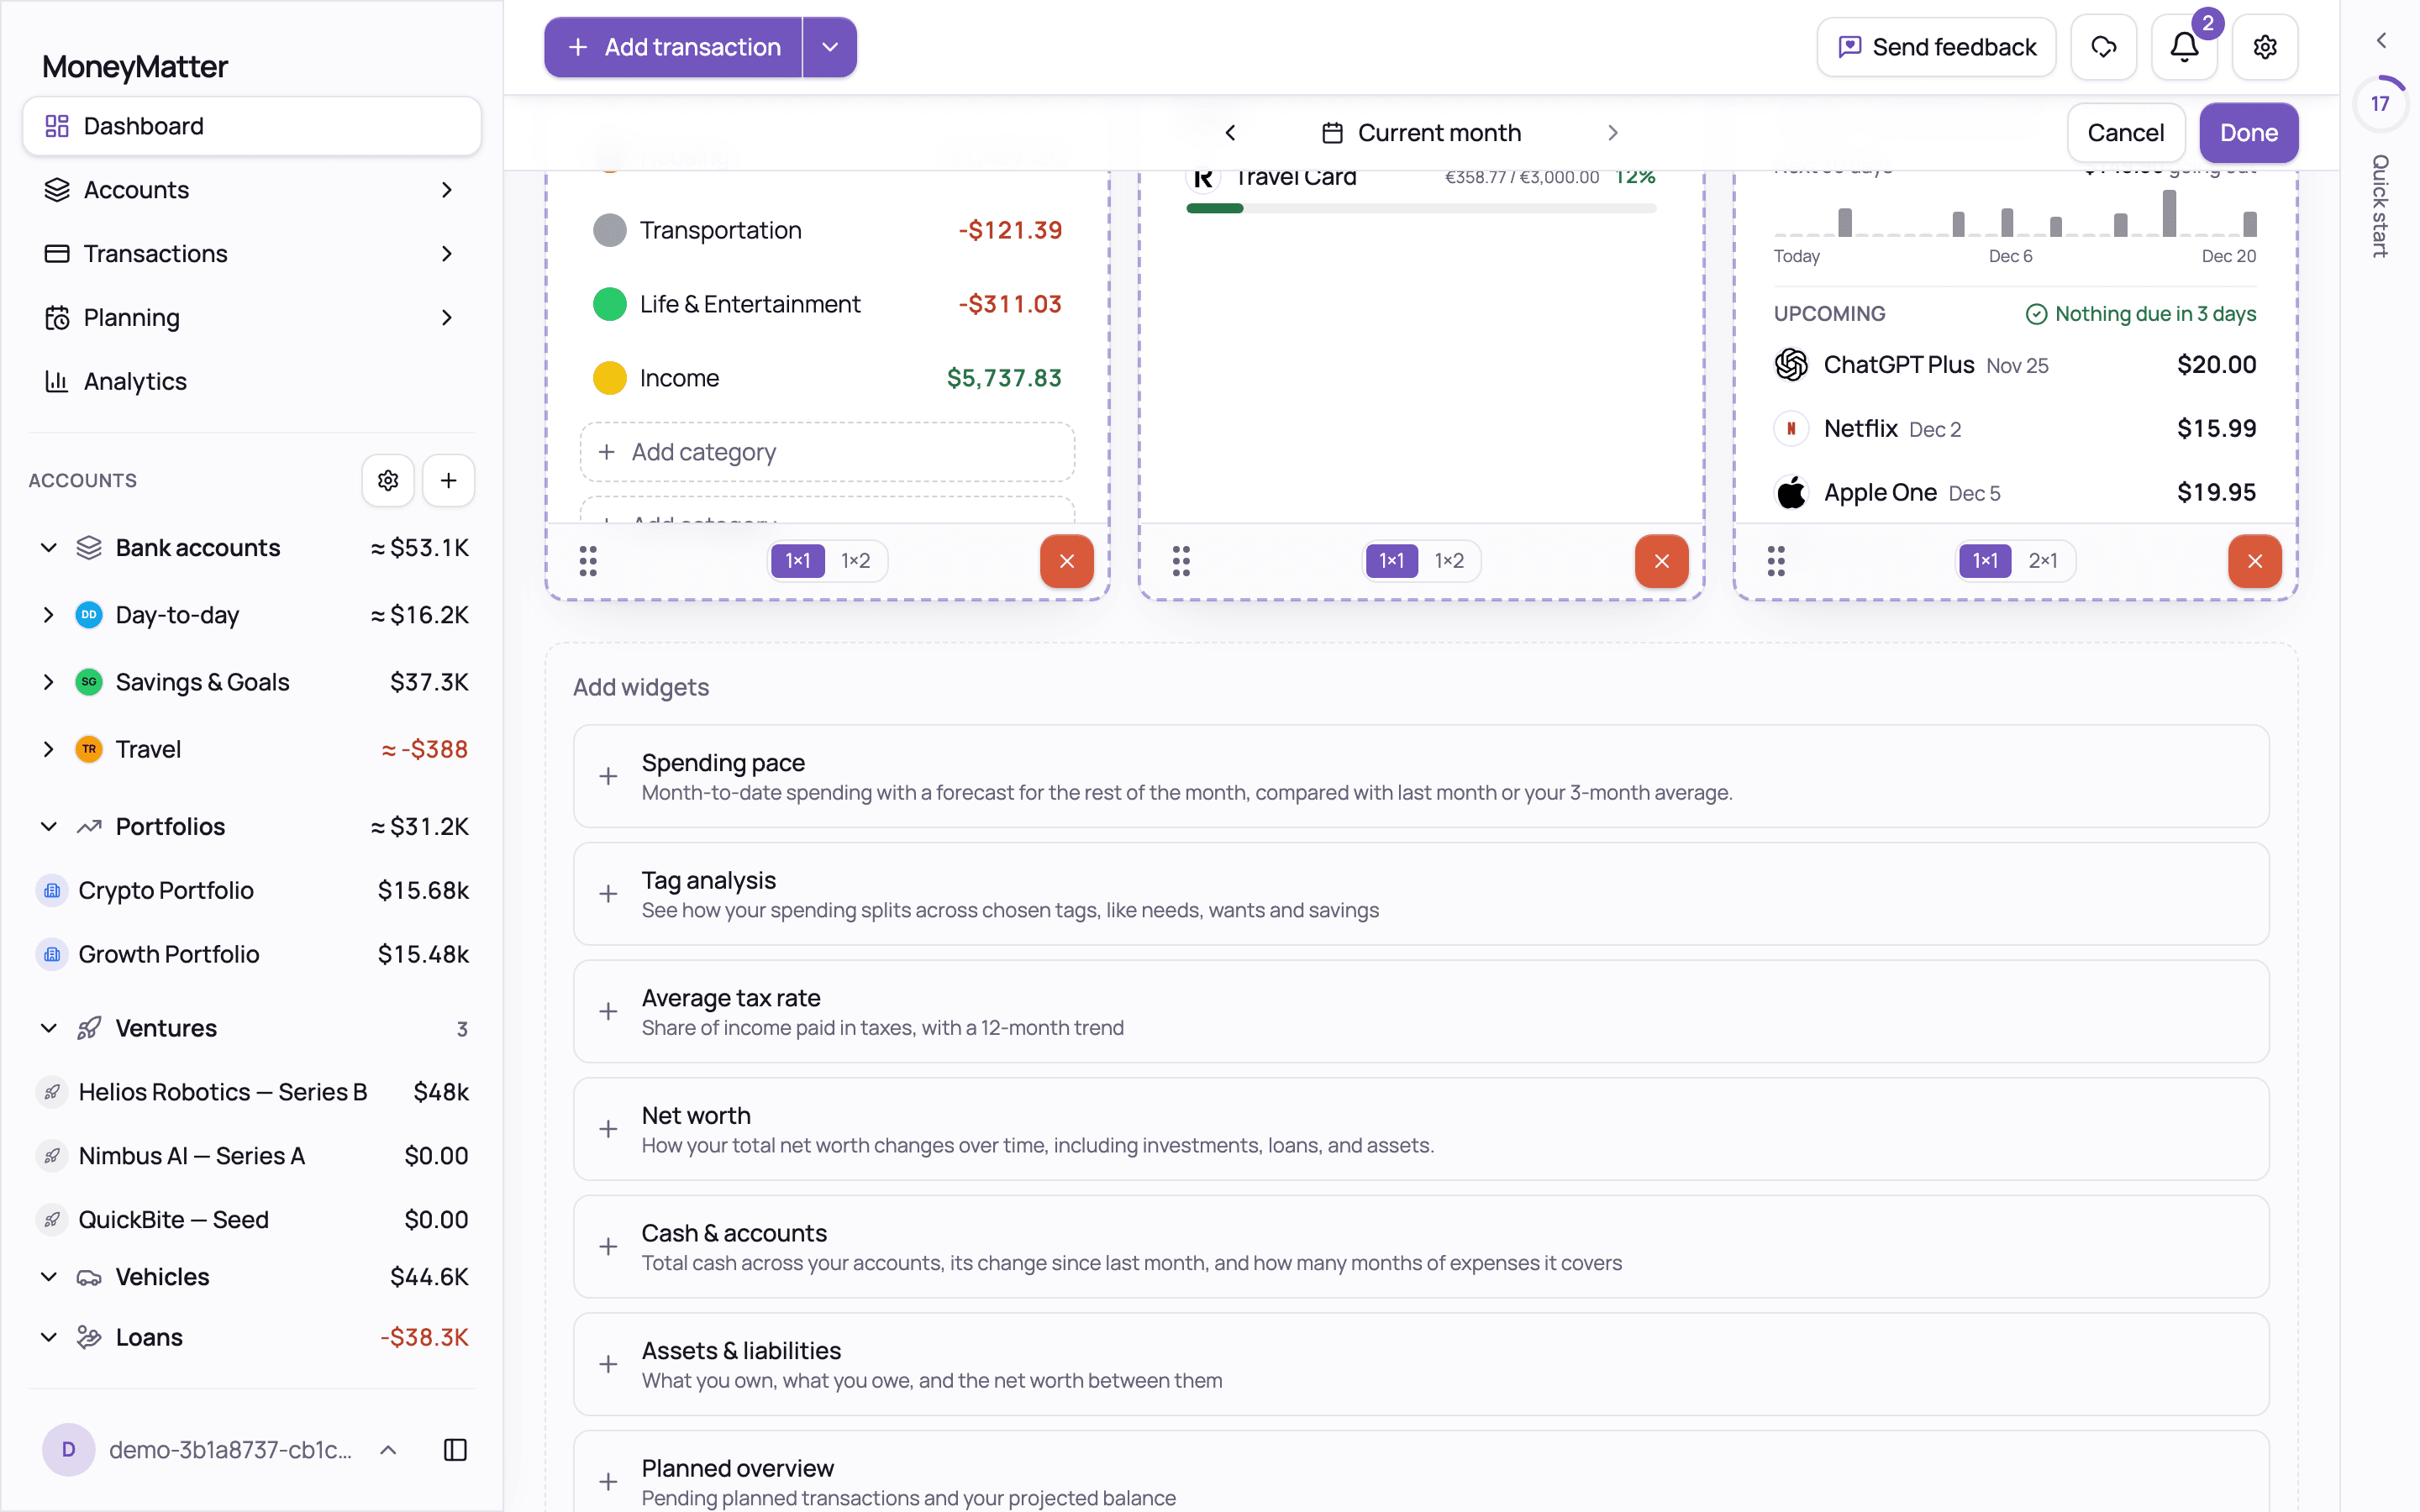 MoneyMatter
Dashboard
Accounts
Transactions
Planning
Analytics
ACCOUNTS
Bank accounts ≈ $53.1K
DD Day-to-day ≈ $16.2K
SG Savings & Goals $37.3K
TR Travel ≈ -$388
Portfolios ≈ $31.2K
Crypto Portfolio $15.68k
Growth Portfolio $15.48k
Ventures 3
Helios Robotics — Series B $48k
Nimbus AI — Series A $0.00
QuickBite — Seed $0.00
Vehicles $44.6K
Loans -$38.3K
D demo-3b1a8737-cb1c...
Add transaction
Send feedback
2
Current month
Cancel
Done
17
Quick start
Transportation -$121.39
Life & Entertainment -$311.03
Income $5,737.83
Add category
Add category
1×1 1×2
R Travel Card €358.77 / €3,000.00 12%
1×1 1×2
Next 30 days going out
Today Dec 6 Dec 20
UPCOMING Nothing due in 3 days
ChatGPT Plus Nov 25 $20.00
N Netflix Dec 2 $15.99
Apple One Dec 5 $19.95
1×1 2×1
Add widgets
Spending pace
Month-to-date spending with a forecast for the rest of the month, compared with last month or your 3-month average.
Tag analysis
See how your spending splits across chosen tags, like needs, wants and savings
Average tax rate
Share of income paid in taxes, with a 12-month trend
Net worth
How your total net worth changes over time, including investments, loans, and assets.
Cash & accounts
Total cash across your accounts, its change since last month, and how many months of expenses it covers
Assets & liabilities
What you own, what you owe, and the net worth between them
Planned overview
Pending planned transactions and your projected balance